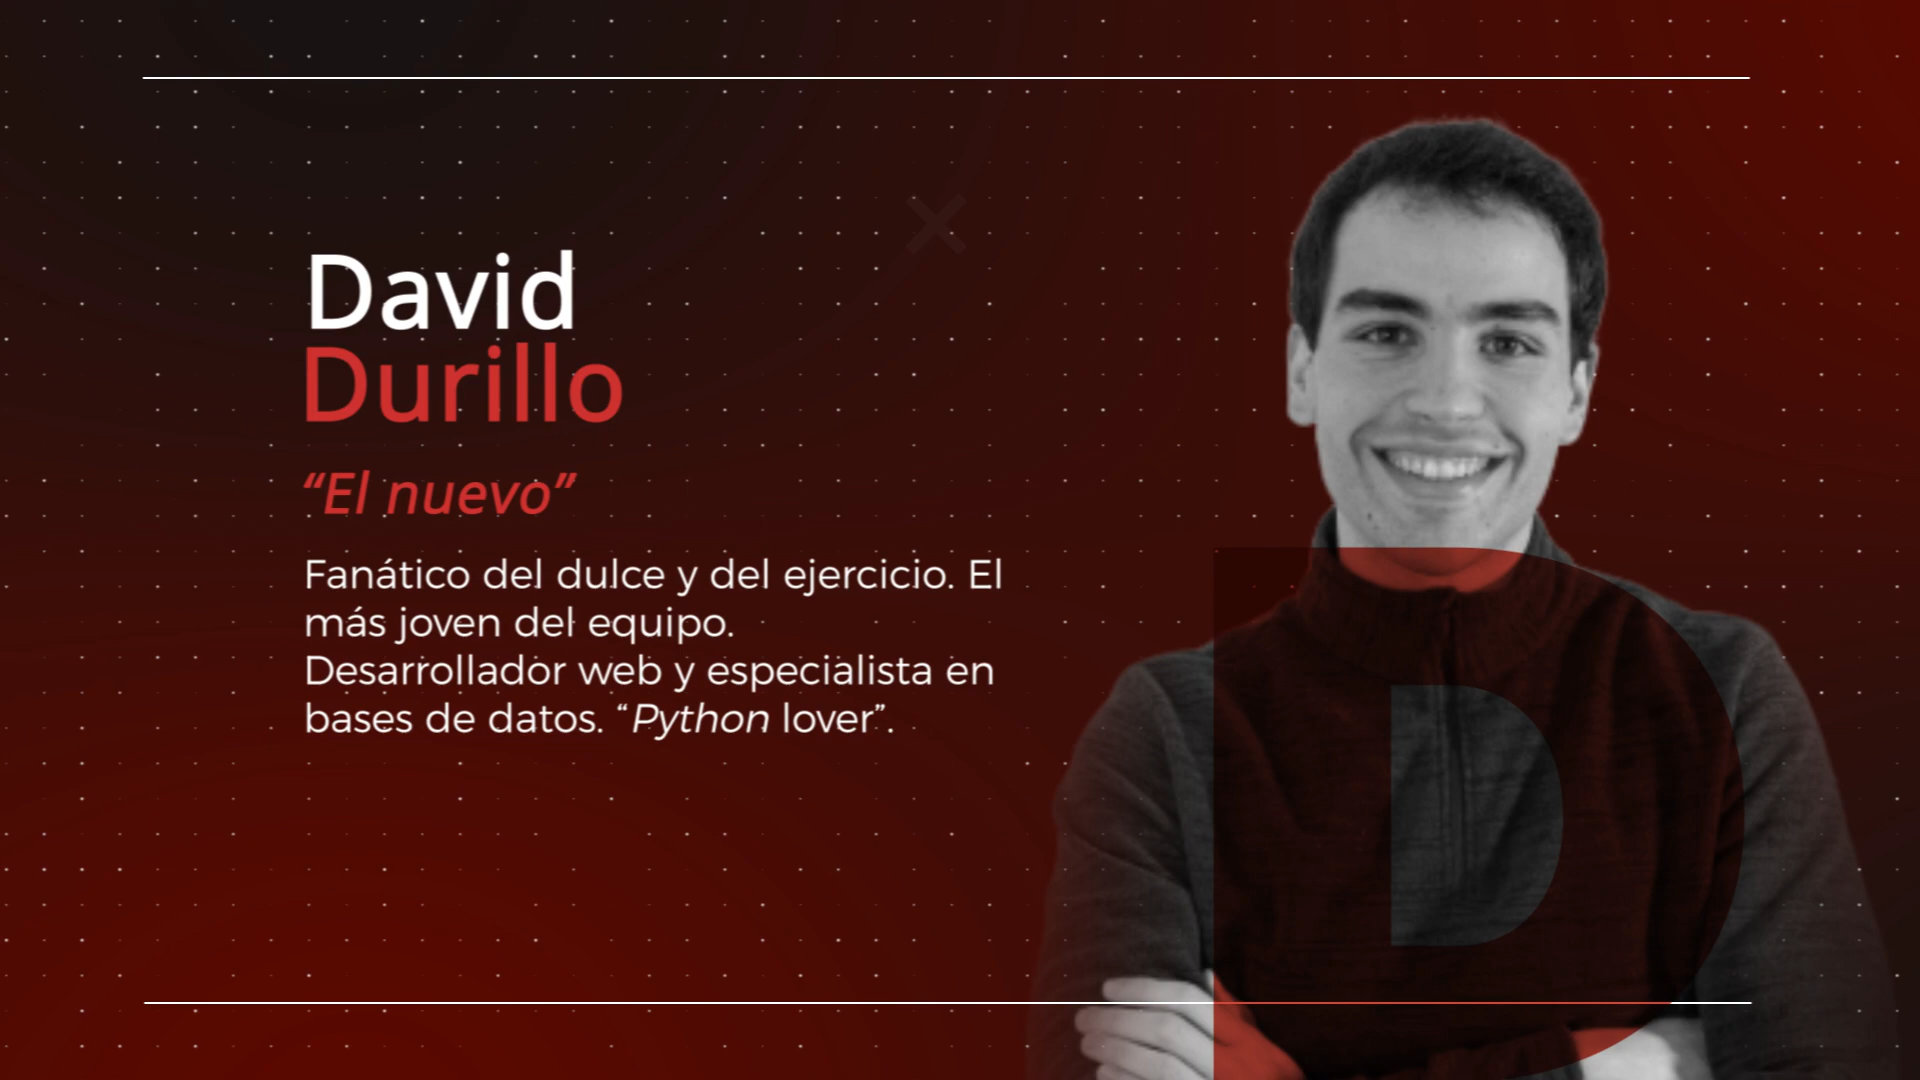 David
Durillo
“El nuevo”
Fanático del dulce y del ejercicio. El
más joven del equipo.
Desarrollador web y especialista en
bases de datos. “Python lover”.
D